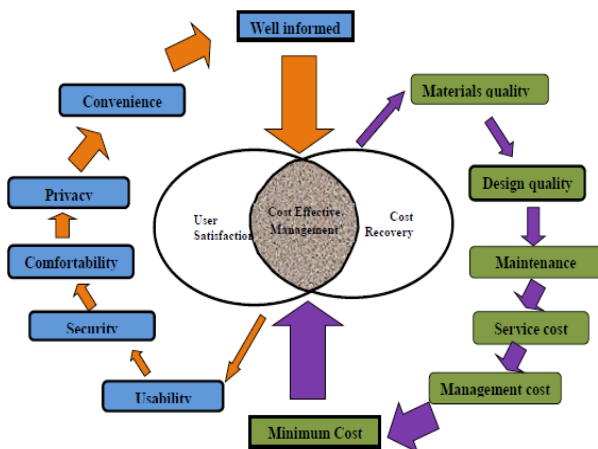 Well informed
Convenience
Materials quality
Privacy
Design quality
User
Satisfaction
Cost Effective
Management
Cost
Recovery
Comfortability
Maintenance
Security
Service cost
Usability
Management cost
Minimum Cost